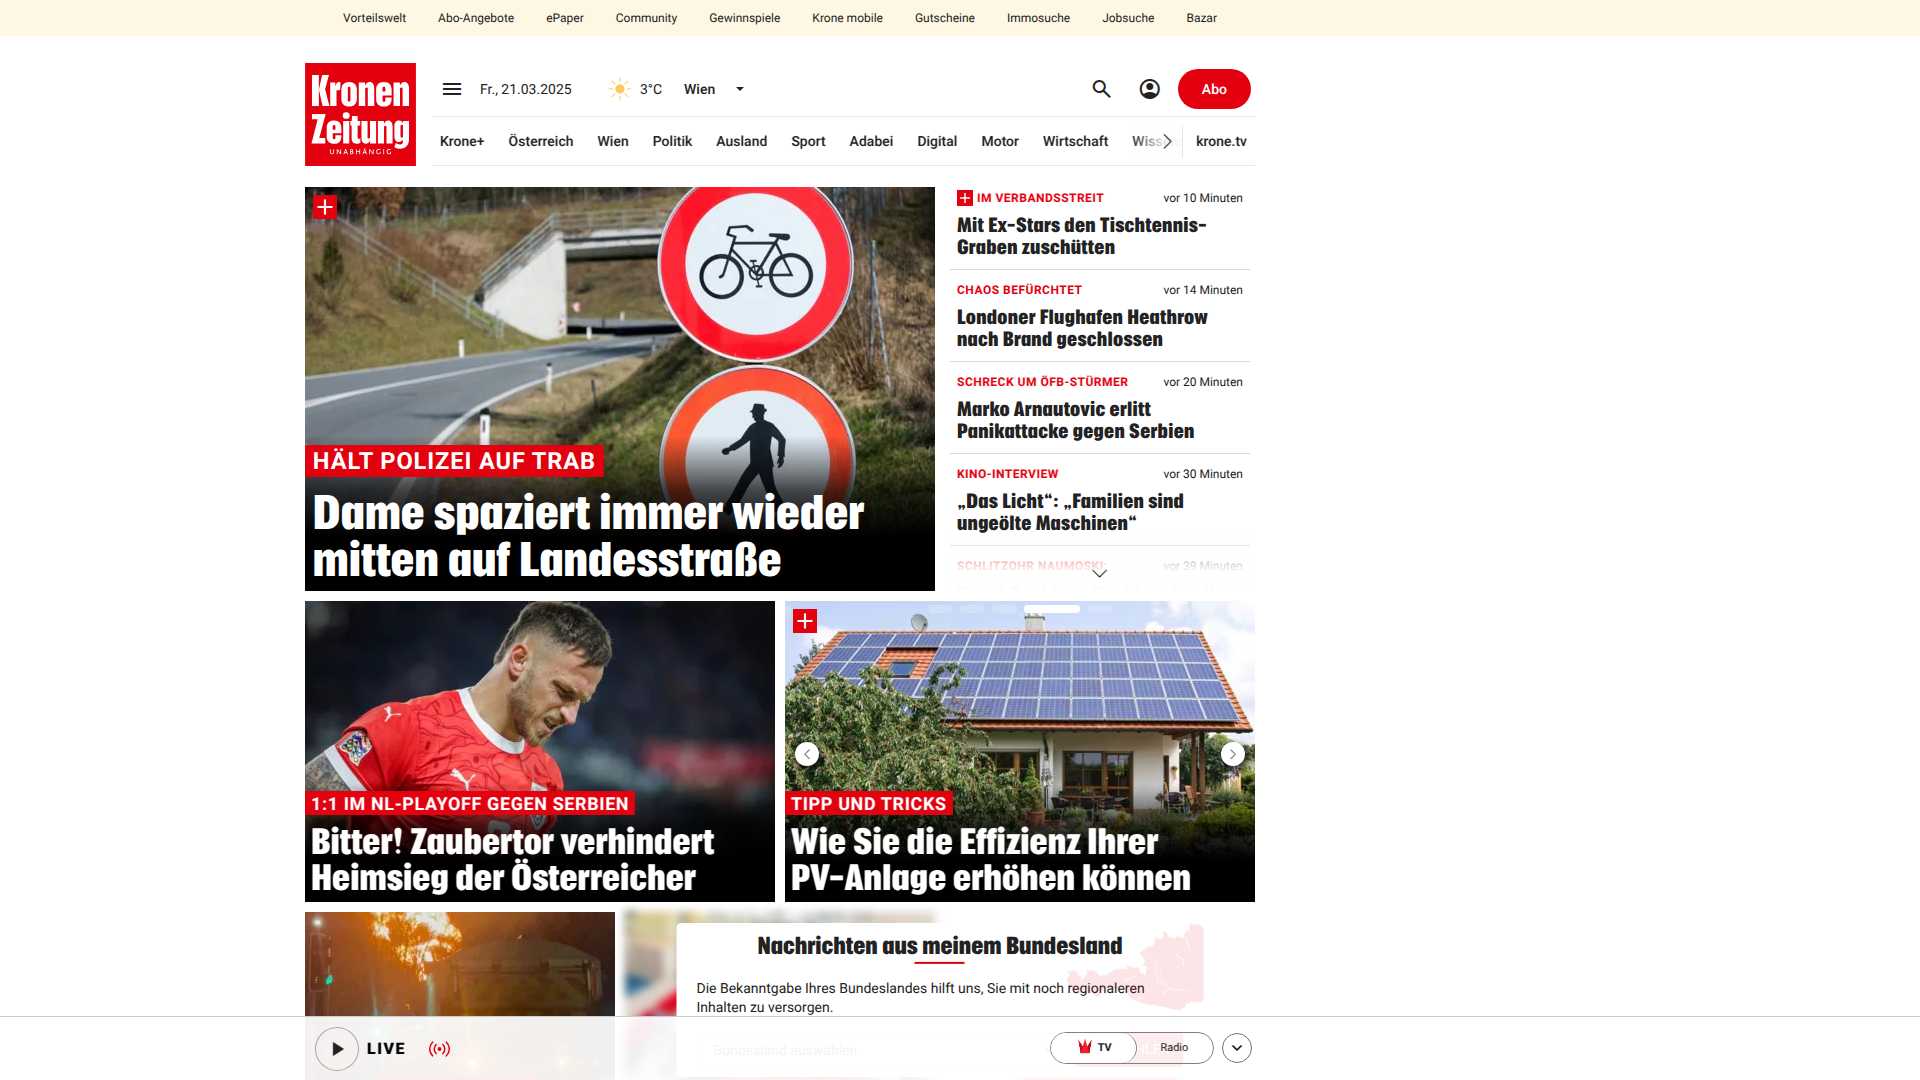 Vorteilswelt Abo-Angebote ePaper Community Gewinnspiele Krone mobile Gutscheine Immosuche Jobsuche Bazar
Kronen
Zeitung
UNABHÄNGIG
Fr., 21.03.2025 3°C Wien Abo
Krone+ Österreich Wien Politik Ausland Sport Adabei Digital Motor Wirtschaft Wiss krone.tv
HÄLT POLIZEI AUF TRAB
Dame spaziert immer wieder
mitten auf Landesstraße
IM VERBANDSSTREIT vor 10 Minuten
Mit Ex-Stars den Tischtennis-
Graben zuschütten
CHAOS BEFÜRCHTET vor 14 Minuten
Londoner Flughafen Heathrow
nach Brand geschlossen
SCHRECK UM ÖFB-STÜRMER vor 20 Minuten
Marko Arnautovic erlitt
Panikattacke gegen Serbien
KINO-INTERVIEW vor 30 Minuten
„Das Licht“: „Familien sind
ungeölte Maschinen“
SCHLITZOHR NAUMOSKI: vor 39 Minuten
1:1 IM NL-PLAYOFF GEGEN SERBIEN
Bitter! Zaubertor verhindert
Heimsieg der Österreicher
TIPP UND TRICKS
Wie Sie die Effizienz Ihrer
PV-Anlage erhöhen können
Nachrichten aus meinem Bundesland
Die Bekanntgabe Ihres Bundeslandes hilft uns, Sie mit noch regionaleren
Inhalten zu versorgen.
Bundesland auswählen
LIVE TV Radio